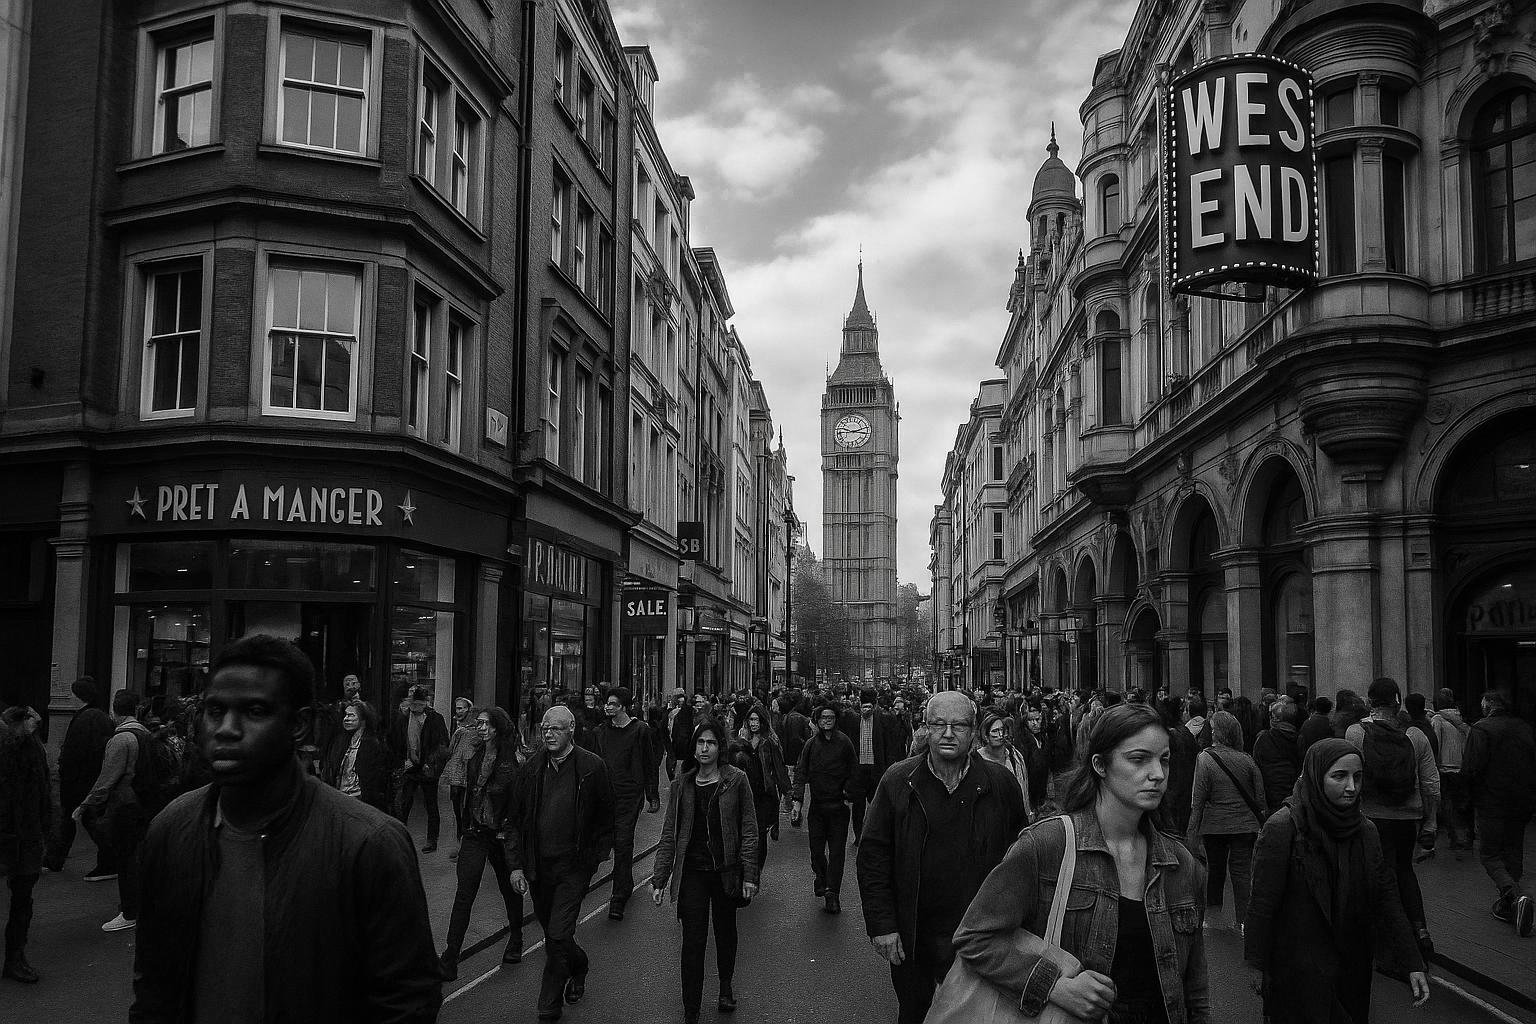 WES
END
PRET A MANGER
SB
SALE.